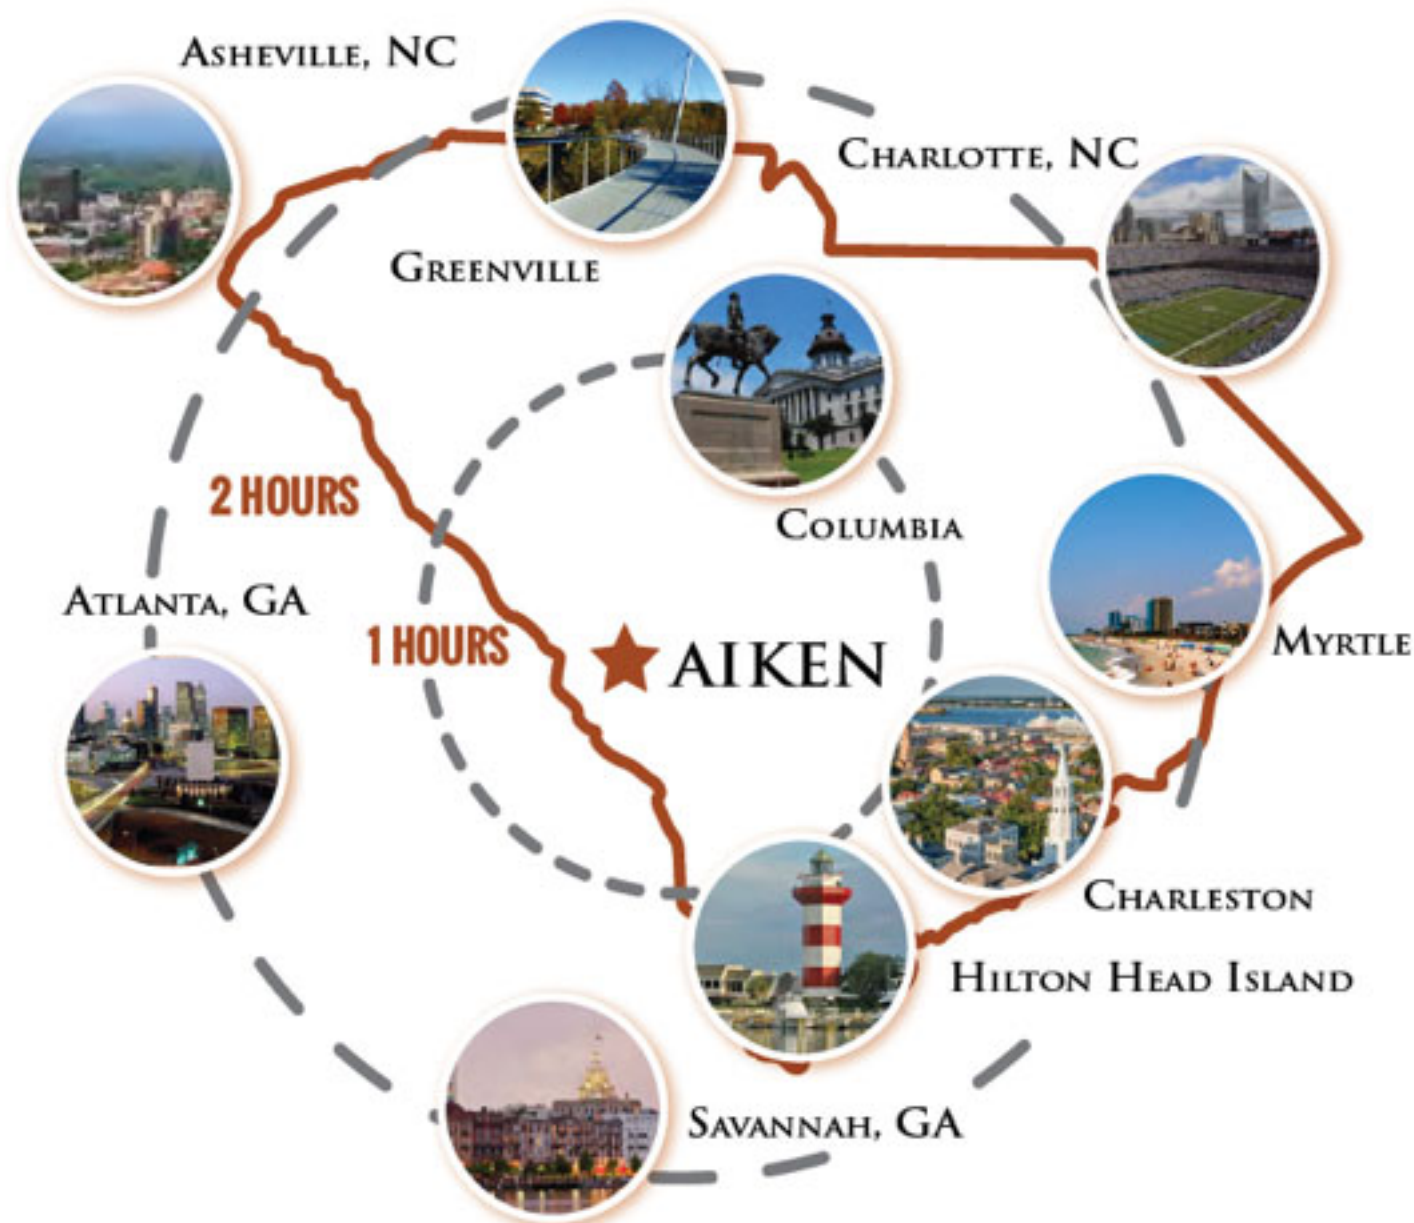 ASHEVILLE, NC
CHARLOTTE, NC
GREENVILLE
2 HOURS
COLUMBIA
ATLANTA, GA
1 HOURS
AIKEN
MYRTLE
CHARLESTON
HILTON HEAD ISLAND
SAVANNAH, GA